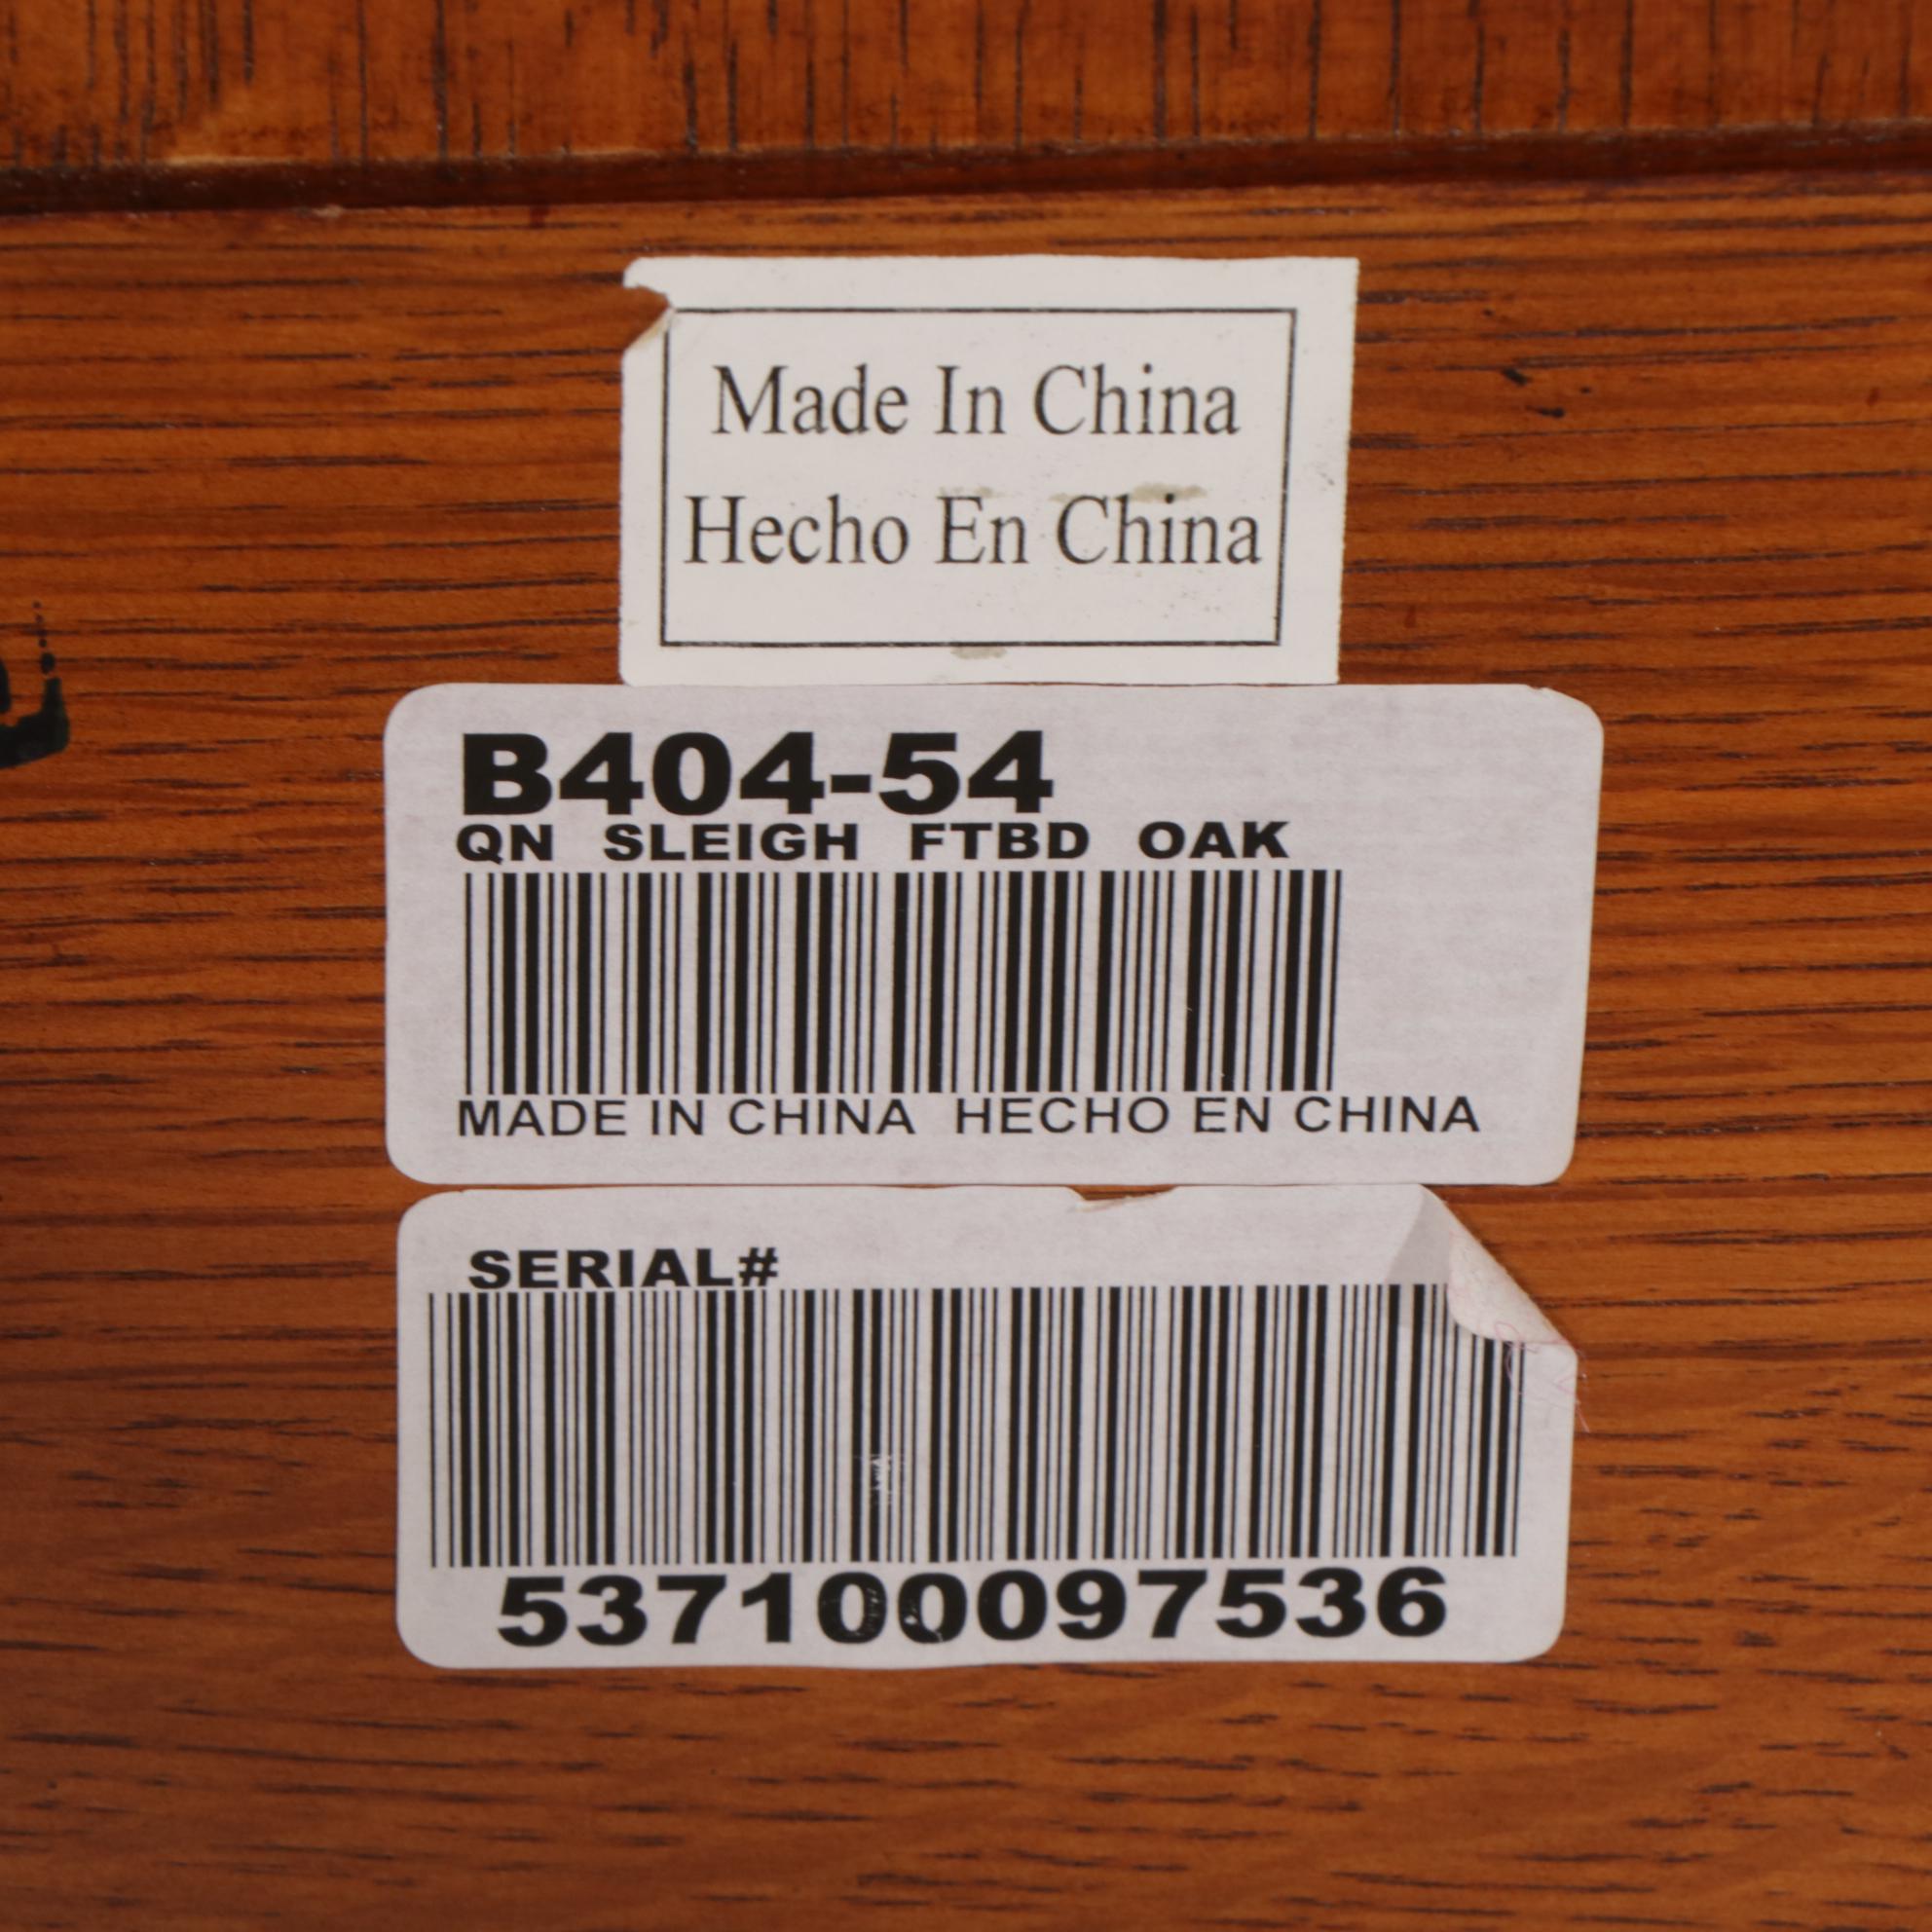 Made In China
Hecho En China
B404-54
QN SLEIGH FTBD OAK
MADE IN CHINA HECHO EN CHINA
SERIAL#
537100097536